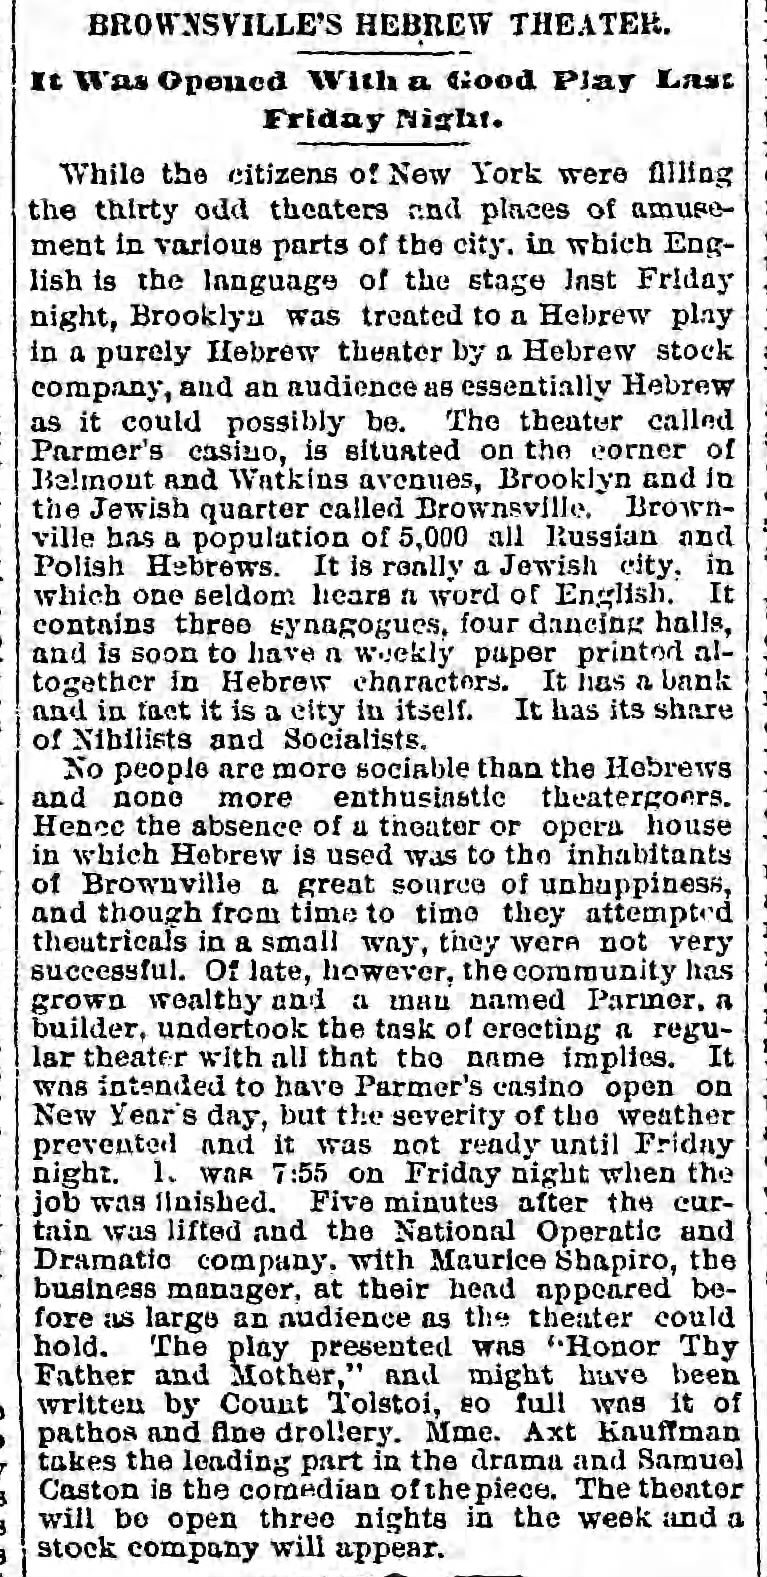 BROWNSVILLE'S HEBREW THEATER.
It Was Opened With a Good Play Last
Friday Night.
While the citizens of New York were filling
the thirty odd theaters and places of amuse-
ment in various parts of the city, in which Eng-
lish is the language of the stage last Friday
night, Brooklyn was treated to a Hebrew play
in a purely Hebrew theater by a Hebrew stock
company, and an audience as essentially Hebrew
as it could possibly be. The theater called
Parmer's casino, is situated on the corner of
Belmont and Watkins avenues, Brooklyn and in
the Jewish quarter called Brownsville. Brown-
ville has a population of 5,000 all Russian and
Polish Hebrews. It is really a Jewish city, in
which one seldom hears a word of English. It
contains three synagogues, four dancing halls,
and is soon to have a weekly paper printed al-
together in Hebrew characters. It has a bank
and in fact it is a city in itself. It has its share
of Nihilists and Socialists.
No people are more sociable than the Hebrews
and none more enthusiastic theatergoers.
Hence the absence of a theater or opera house
in which Hebrew is used was to the inhabitants
of Brownville a great source of unhappiness,
and though from time to time they attempted
theatricals in a small way, they were not very
successful. Of late, however, the community has
grown wealthy and a man named Parmer, a
builder, undertook the task of erecting a regu-
lar theater with all that the name implies. It
was intended to have Parmer's casino open on
New Year's day, but the severity of the weather
prevented and it was not ready until Friday
night. It was 7:55 on Friday night when the
job was finished. Five minutes after the cur-
tain was lifted and the National Operatic and
Dramatic company, with Maurice Shapiro, the
business manager, at their head appeared be-
fore as large an audience as the theater could
hold. The play presented was "Honor Thy
Father and Mother," and might have been
written by Count Tolstoi, so full was it of
pathos and fine drollery. Mme. Axt Kauffman
takes the leading part in the drama and Samuel
Caston is the comedian of the piece. The theater
will be open three nights in the week and a
stock company will appear.